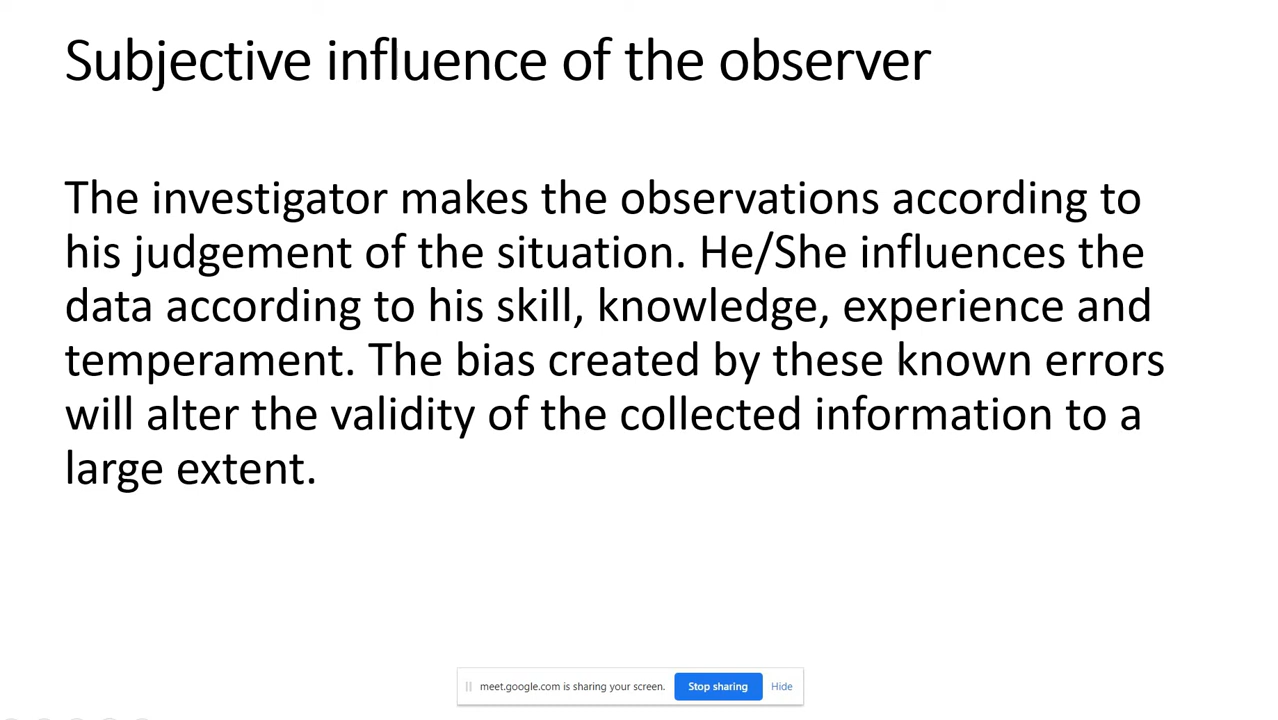 Subjective influence of the observer
The investigator makes the observations according to
his judgement of the situation. He/She influences the
data according to his skill, knowledge, experience and
temperament. The bias created by these known errors
will alter the validity of the collected information to a
large extent.
meet.google.com is sharing your screen. Stop sharing Hide